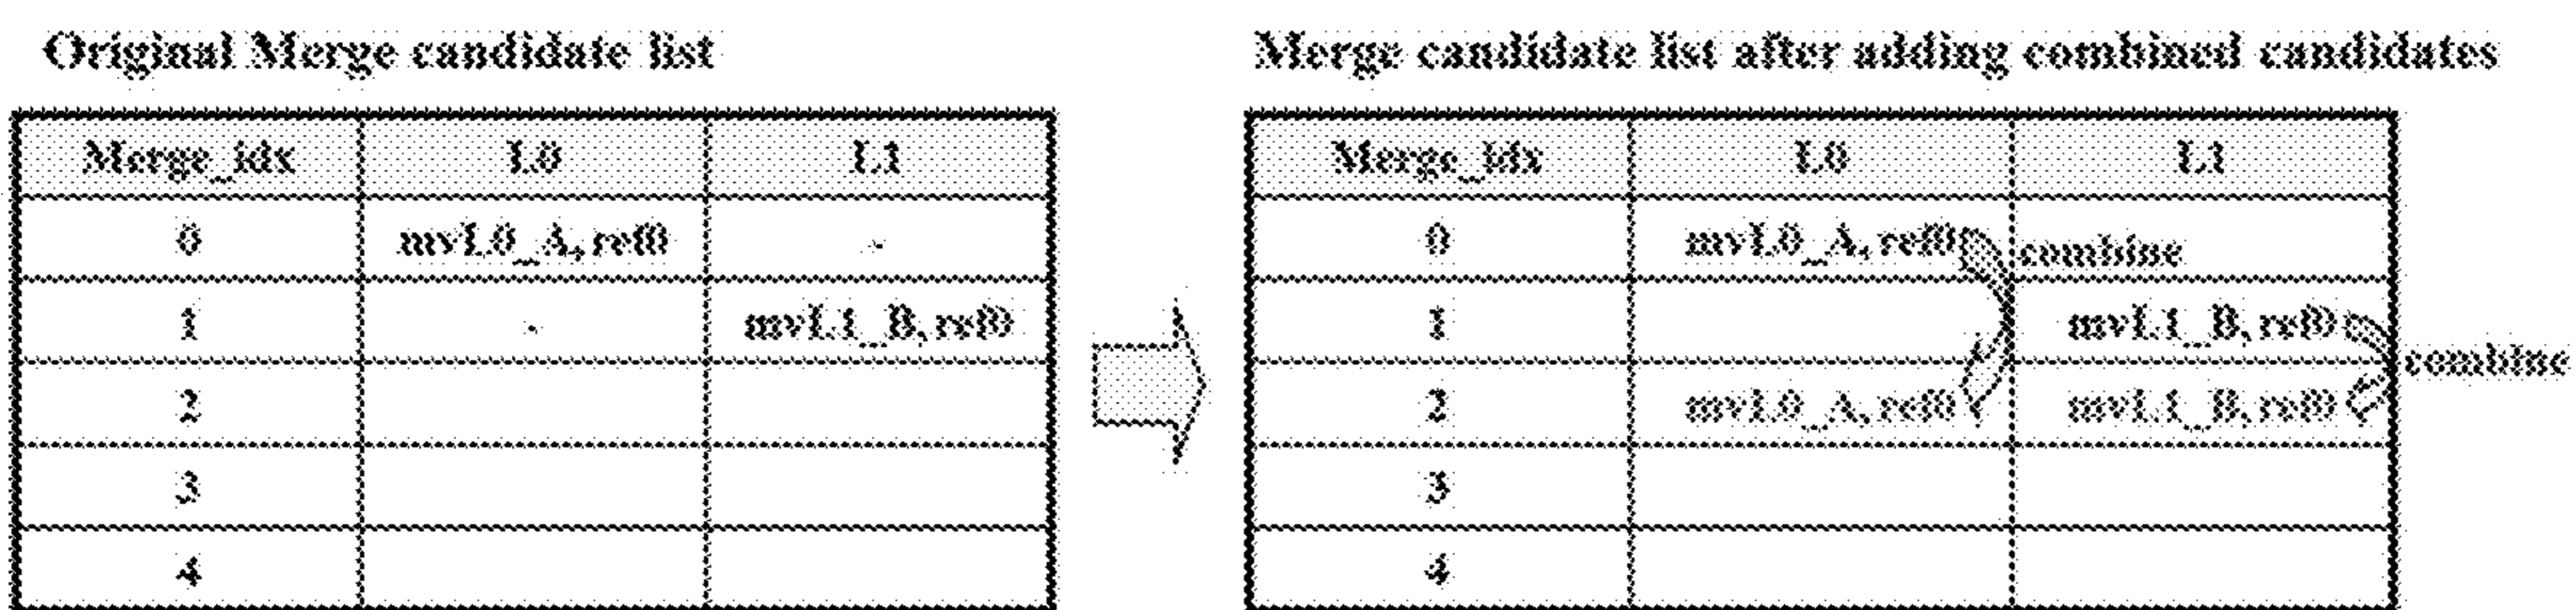 Original Merge candidate list
Merge_idx L0 L1
0 mvL0_A, ref0 -
1 - mvL1_B, ref0
2
3
4
Merge candidate list after adding combined candidates
Merge_idx L0 L1
0 mvL0_A, ref0 combine
1 mvL1_B, ref0
combine
2 mvL0_A, ref0 mvL1_B, ref0
3
4